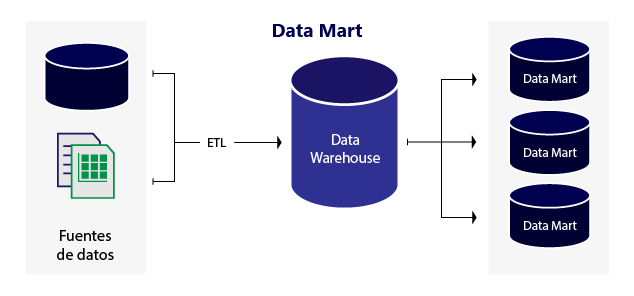 Data Mart
Fuentes
de datos
ETL
Data
Warehouse
Data Mart
Data Mart
Data Mart